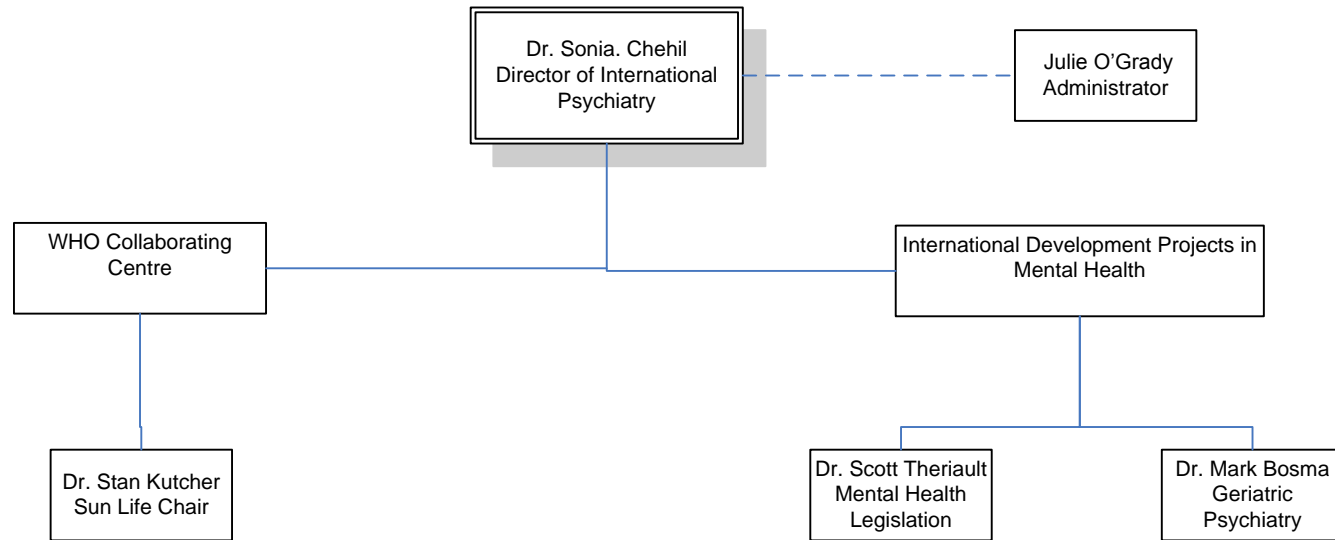 Dr. Sonia. Chehil
Director of International
Psychiatry
Julie O’Grady
Administrator
WHO Collaborating
Centre
International Development Projects in
Mental Health
Dr. Stan Kutcher
Sun Life Chair
Dr. Scott Theriault
Mental Health
Legislation
Dr. Mark Bosma
Geriatric
Psychiatry